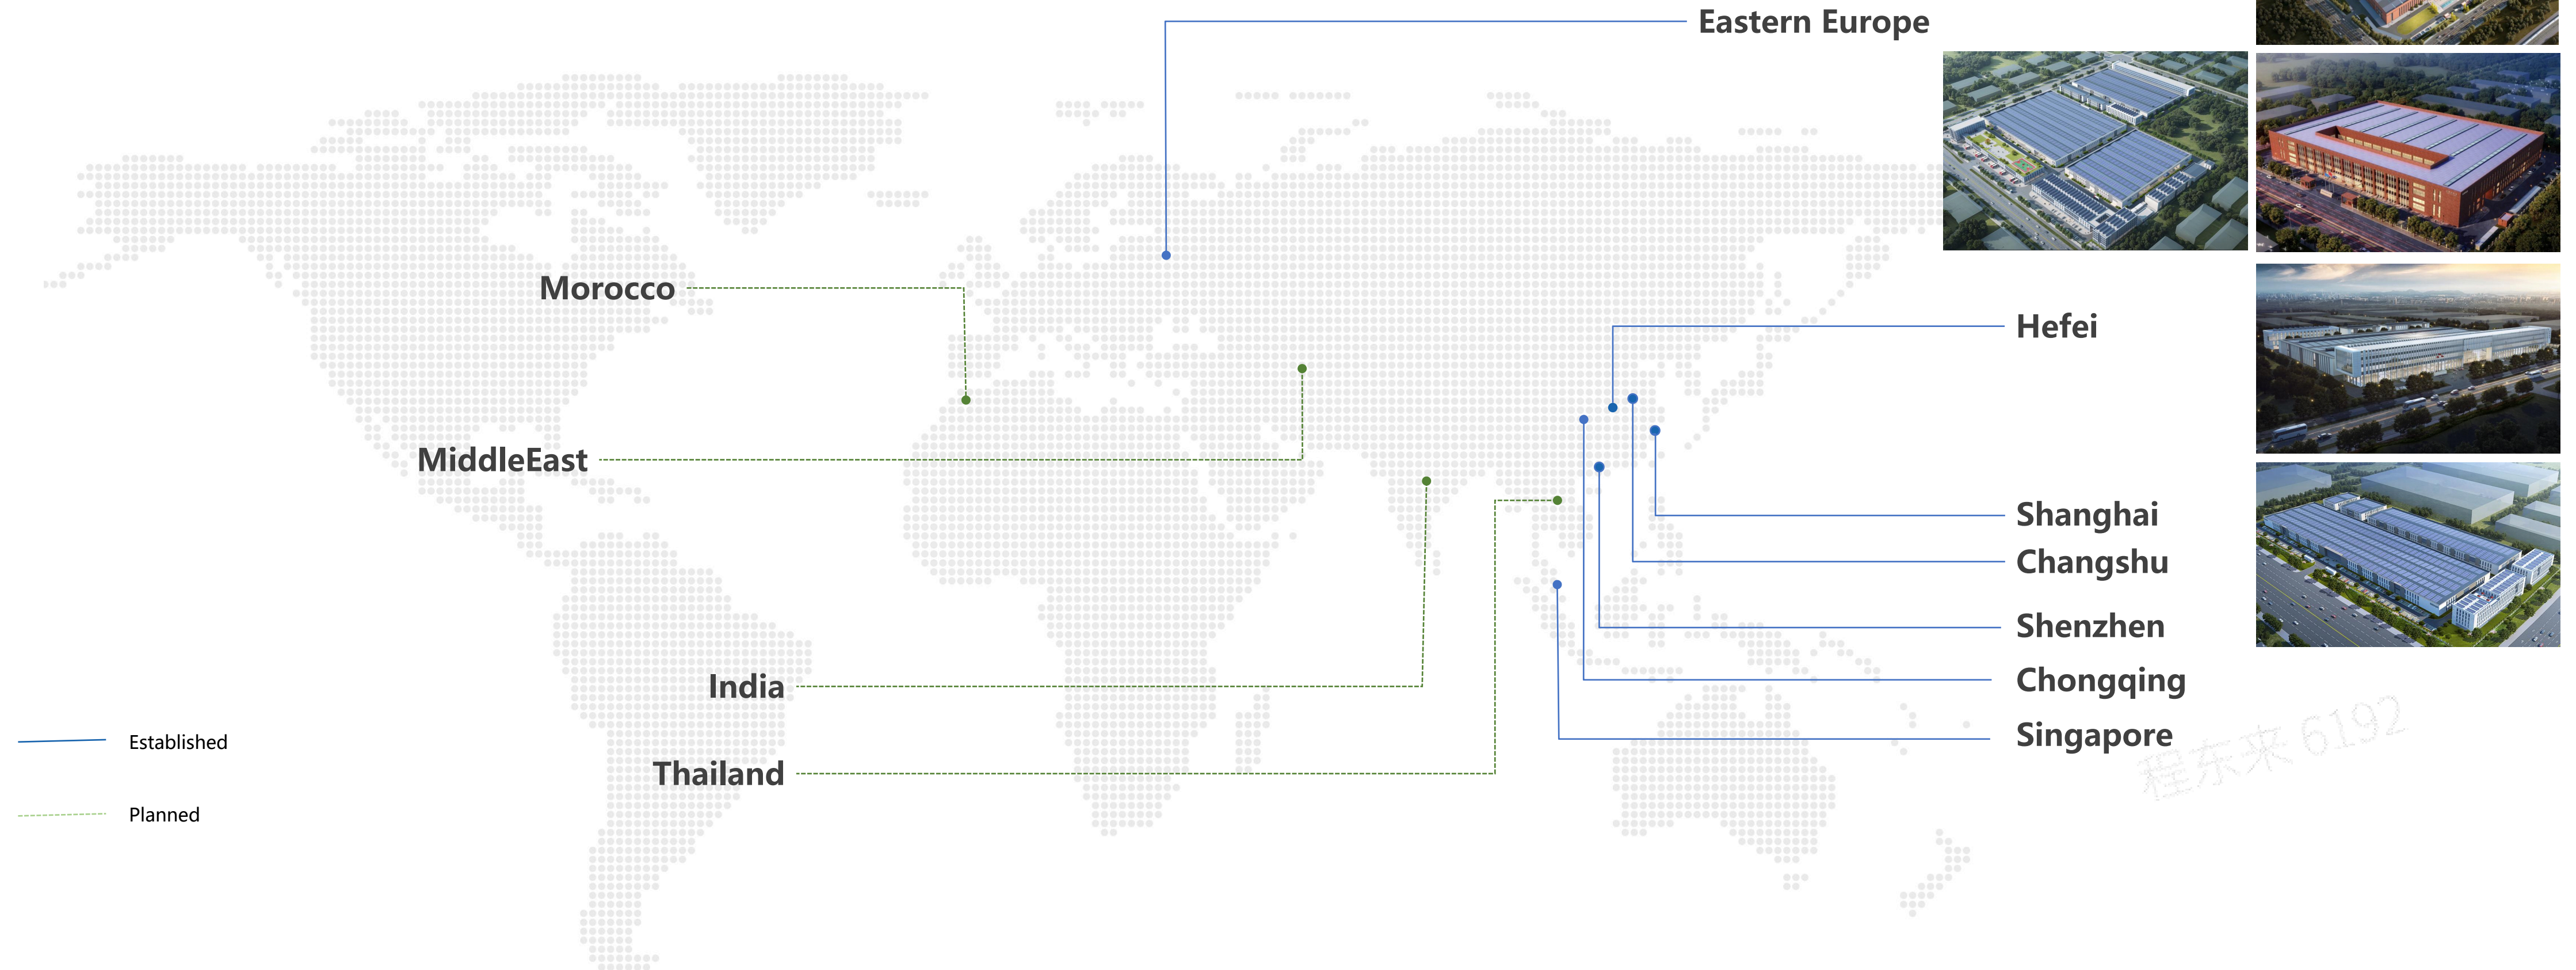 Eastern Europe
Morocco
Hefei
MiddleEast
Shanghai
Changshu
Shenzhen
India
Chongqing
Singapore
Established
Thailand
Planned
程东来 6192